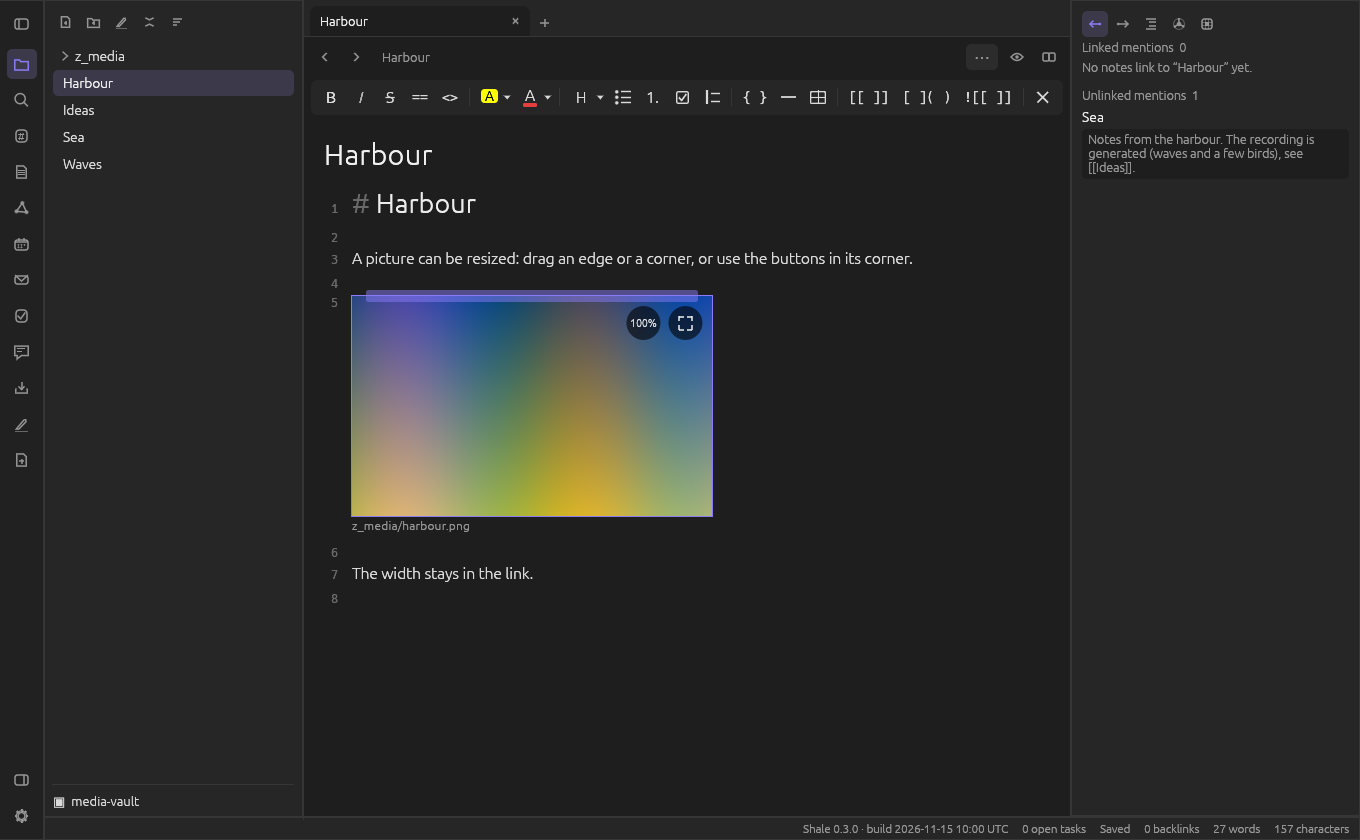 Harbour
Harbour
B I S == <> A A H 1. { } [[ ]] [ ]( ) ![[ ]]
z_media
Harbour
Ideas
Sea
Waves
media-vault
Harbour
1 # Harbour
2
3 A picture can be resized: drag an edge or a corner, or use the buttons in its corner.
4
5
100%
z_media/harbour.png
6
7 The width stays in the link.
8
Linked mentions 0
No notes link to “Harbour” yet.
Unlinked mentions 1
Sea
Notes from the harbour. The recording is
generated (waves and a few birds), see
[[Ideas]].
Shale 0.3.0 · build 2026-11-15 10:00 UTC 0 open tasks Saved 0 backlinks 27 words 157 characters